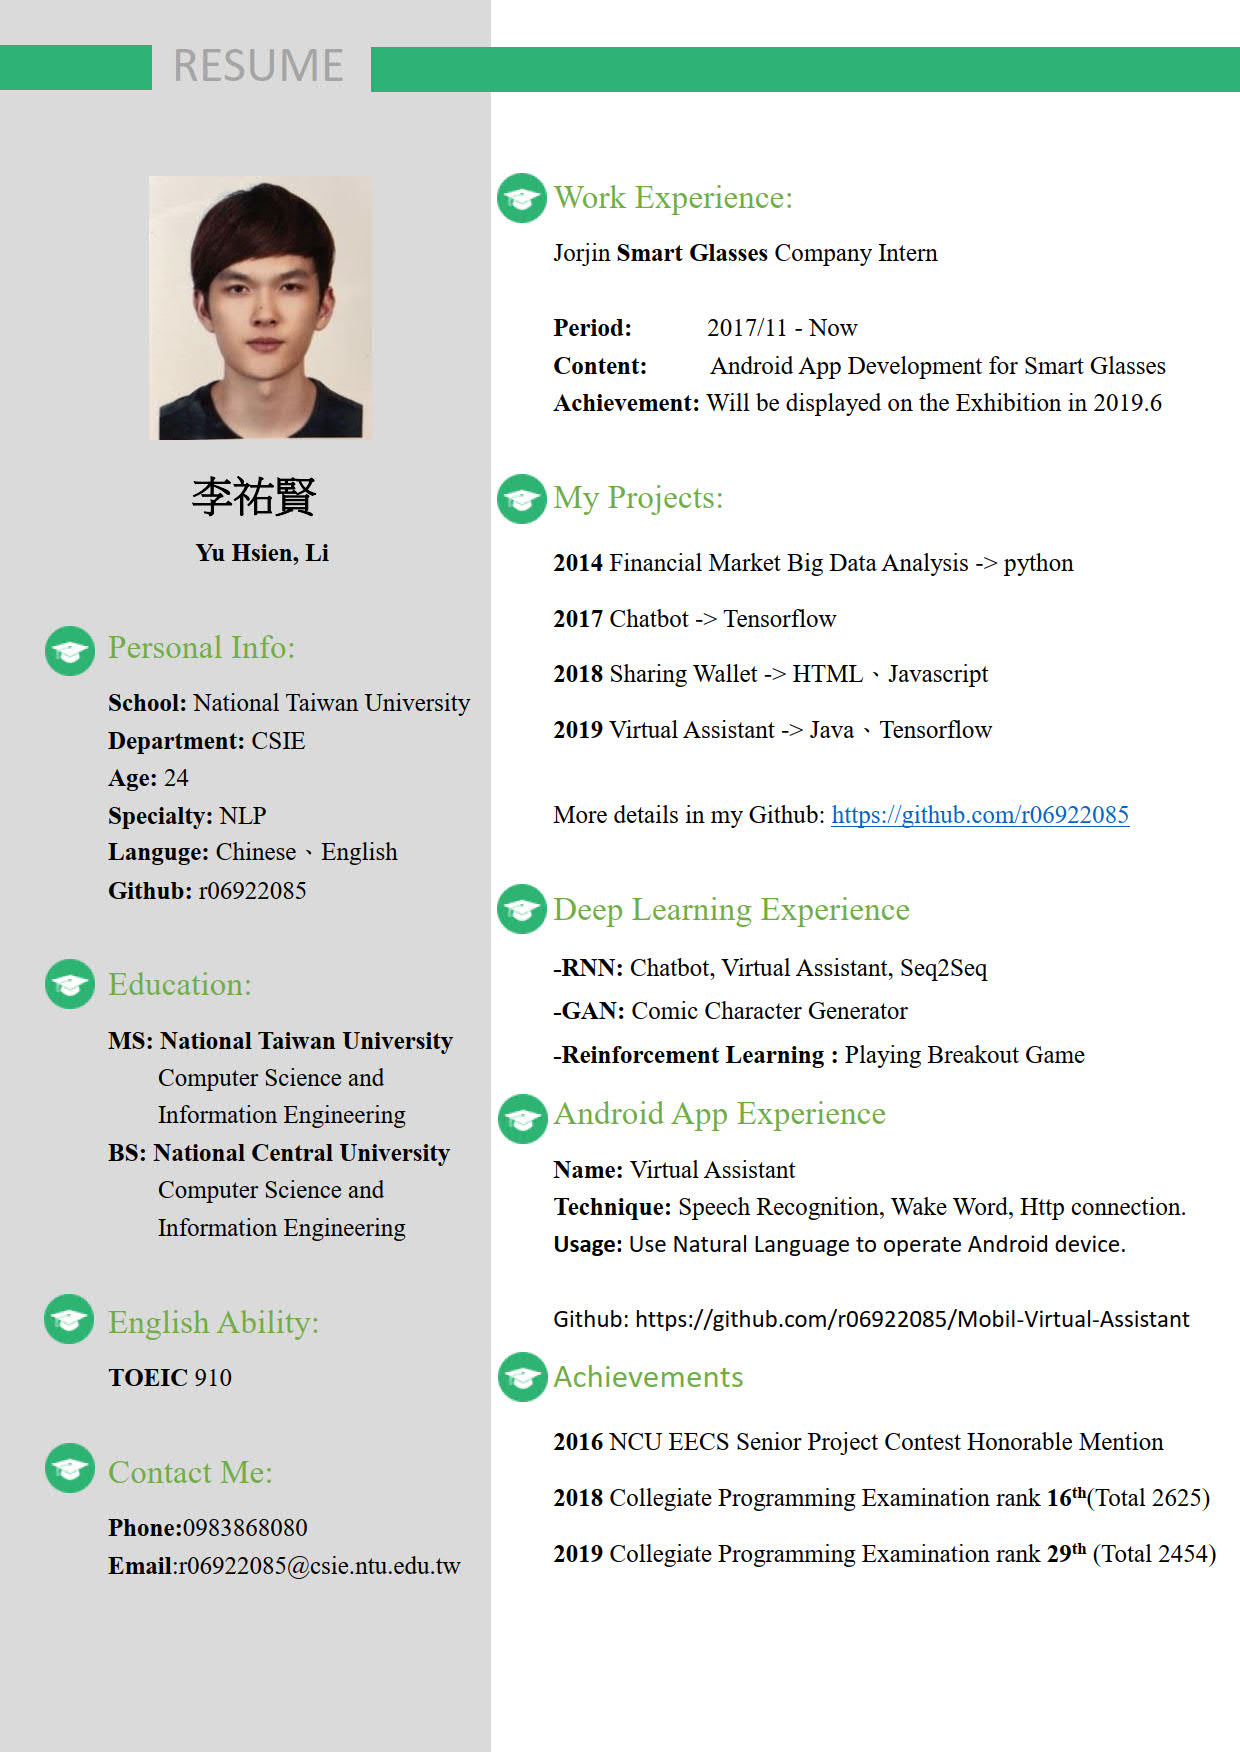 RESUME
李祐賢
Yu Hsien, Li
Personal Info:
School: National Taiwan University
Department: CSIE
Age: 24
Specialty: NLP
Languge: Chinese、English
Github: r06922085
Education:
MS: National Taiwan University
Computer Science and
Information Engineering
BS: National Central University
Computer Science and
Information Engineering
English Ability:
TOEIC 910
Contact Me:
Phone:0983868080
Email:r06922085@csie.ntu.edu.tw
Work Experience:
Jorjin Smart Glasses Company Intern
Period: 2017/11 - Now
Content: Android App Development for Smart Glasses
Achievement: Will be displayed on the Exhibition in 2019.6
My Projects:
2014 Financial Market Big Data Analysis -> python
2017 Chatbot -> Tensorflow
2018 Sharing Wallet -> HTML、Javascript
2019 Virtual Assistant -> Java、Tensorflow
More details in my Github: https://github.com/r06922085
Deep Learning Experience
-RNN: Chatbot, Virtual Assistant, Seq2Seq
-GAN: Comic Character Generator
-Reinforcement Learning : Playing Breakout Game
Android App Experience
Name: Virtual Assistant
Technique: Speech Recognition, Wake Word, Http connection.
Usage: Use Natural Language to operate Android device.
Github: https://github.com/r06922085/Mobil-Virtual-Assistant
Achievements
2016 NCU EECS Senior Project Contest Honorable Mention
2018 Collegiate Programming Examination rank 16th(Total 2625)
2019 Collegiate Programming Examination rank 29th (Total 2454)